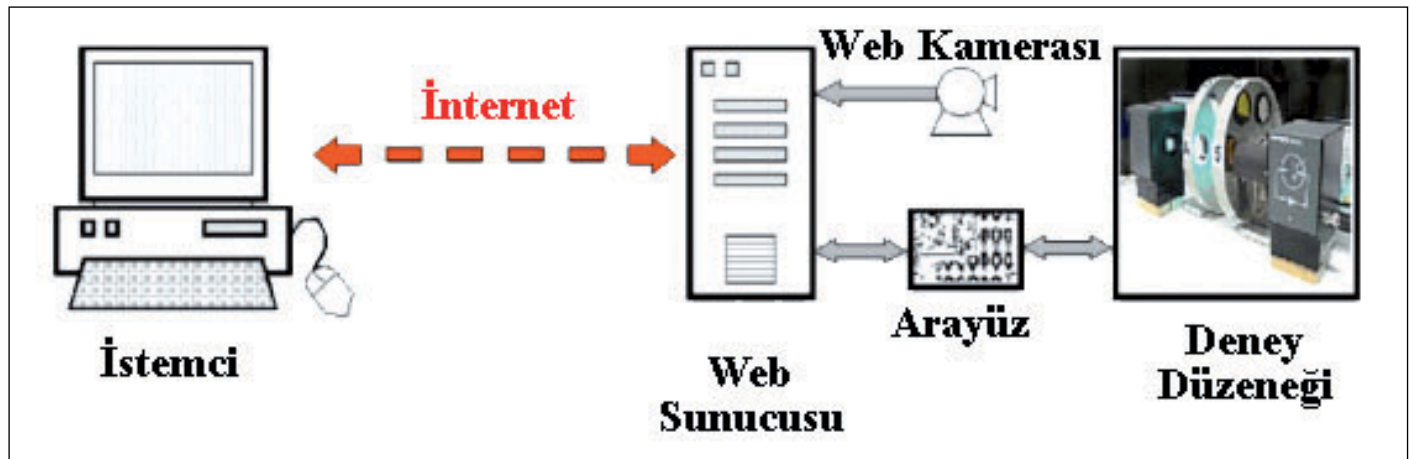 Web Kamerası
İnternet
İstemci
Web
Sunucusu
Arayüz
Deney
Düzeneği